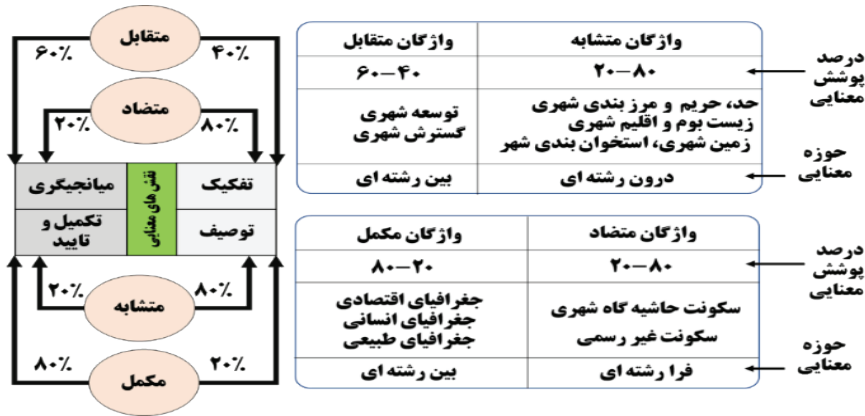 واژگان متشابه
واژگان متقابل
۲۰–۸۰
۶۰–۴۰
حد، حریم و مرز بندی شهری
زیست بوم و اقلیم شهری
زمین شهری، استخوان بندی شهر
توسعه شهری
گسترش شهری
درون رشته ای
بین رشته ای
درصد
پوشش
معنایی
حوزه
معنایی
واژگان متضاد
واژگان مکمل
۲۰–۸۰
۸۰–۲۰
سکونت حاشیه گاه شهری
سکونت غیر رسمی
جغرافیای اقتصادی
جغرافیای انسانی
جغرافیای طبیعی
فرا رشته ای
بین رشته ای
درصد
پوشش
معنایی
حوزه
معنایی
متقابل
۴۰٪
۶۰٪
متضاد
۸۰٪
۲۰٪
تفکیک
نقش های معنایی
میانجیگری
توصیف
تکمیل و
تایید
متشابه
۸۰٪
۲۰٪
مکمل
۲۰٪
۸۰٪